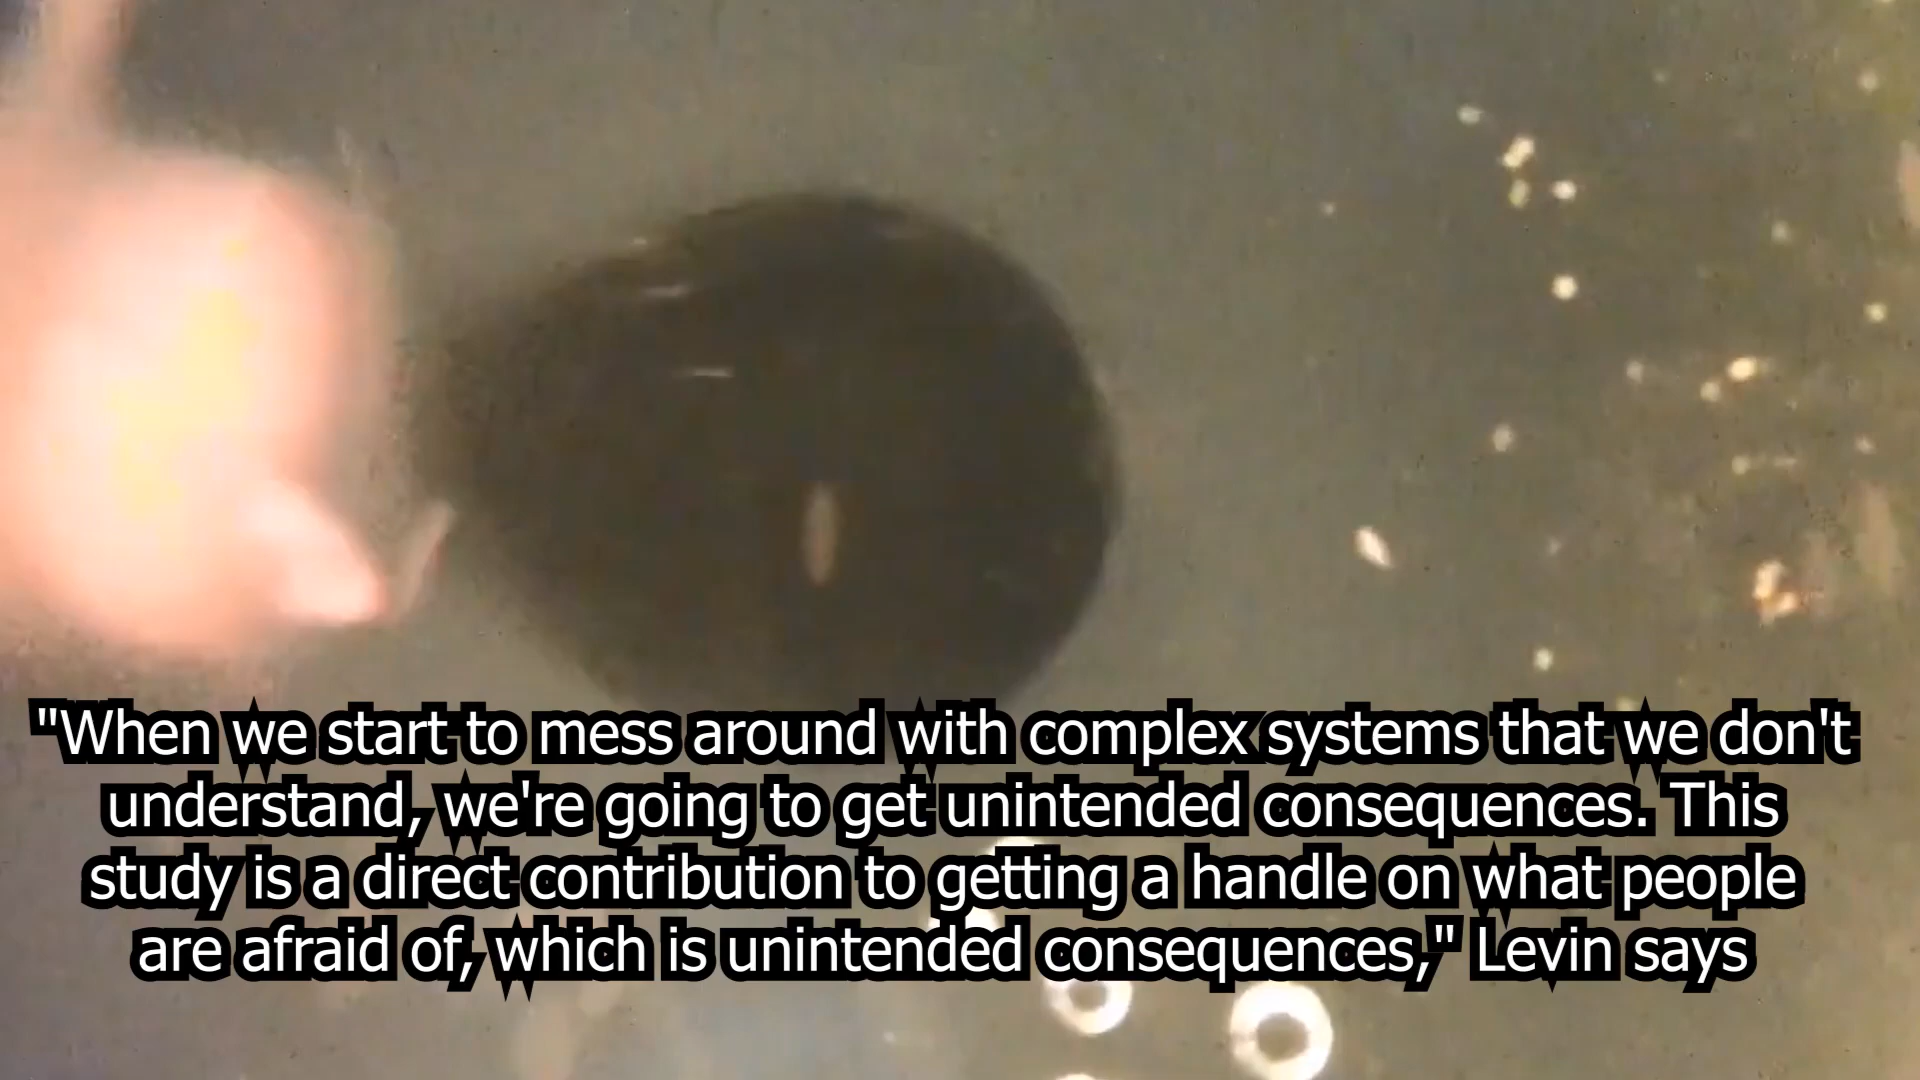 "When we start to mess around with complex systems that we don't
understand, we're going to get unintended consequences. This
study is a direct contribution to getting a handle on what people
are afraid of, which is unintended consequences," Levin says